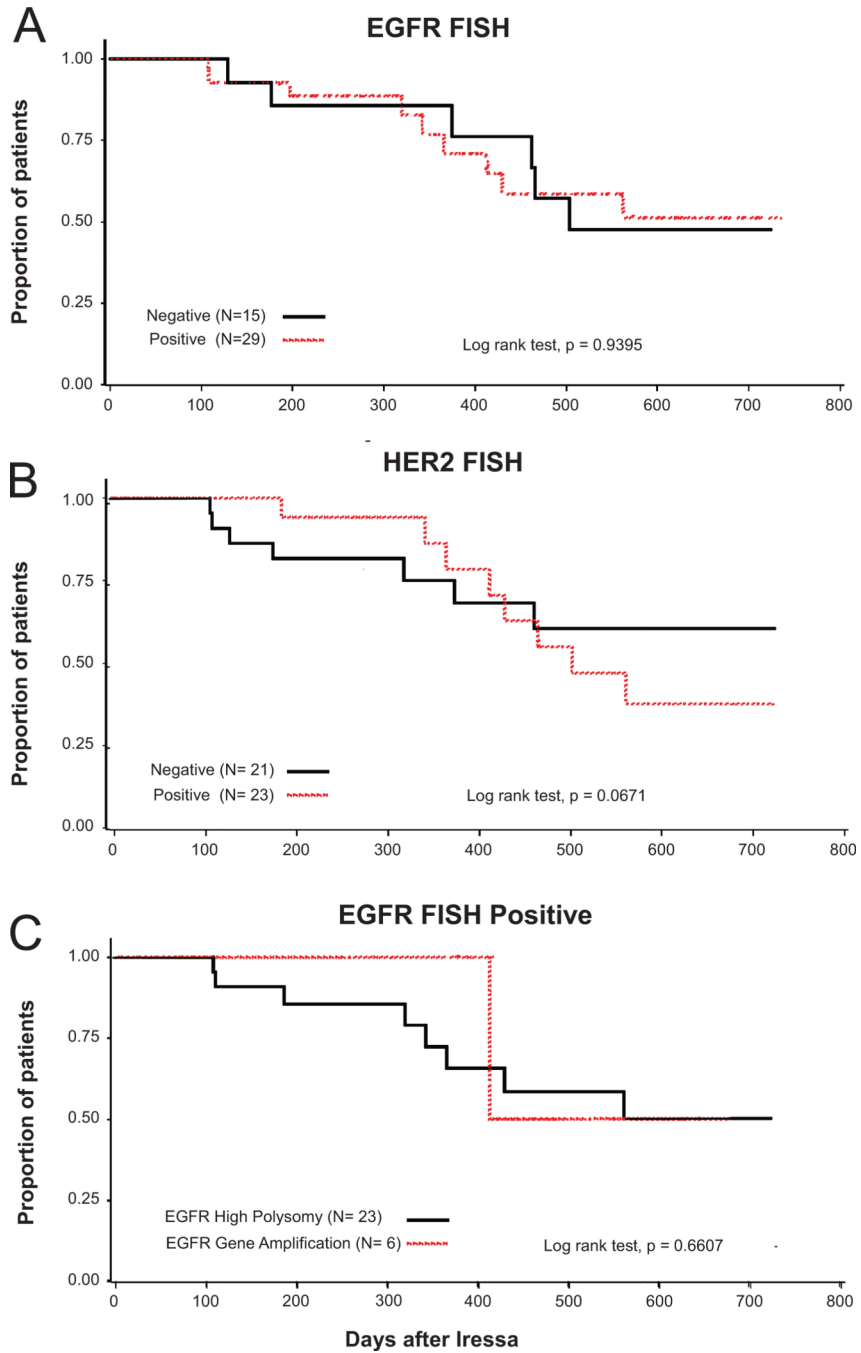 A
EGFR FISH
Proportion of patients
1.00
0.75
0.50
0.25
0.00
Negative (N=15)
Positive (N=29)
Log rank test, p = 0.9395
0 100 200 300 400 500 600 700 800
B
HER2 FISH
Proportion of patients
1.00
0.75
0.50
0.25
0.00
Negative (N= 21)
Positive (N= 23)
Log rank test, p = 0.0671
0 100 200 300 400 500 600 700 800
C
EGFR FISH Positive
Proportion of patients
1.00
0.75
0.50
0.25
0.00
EGFR High Polysomy (N= 23)
EGFR Gene Amplification (N= 6)
Log rank test, p = 0.6607
0 100 200 300 400 500 600 700 800
Days after Iressa